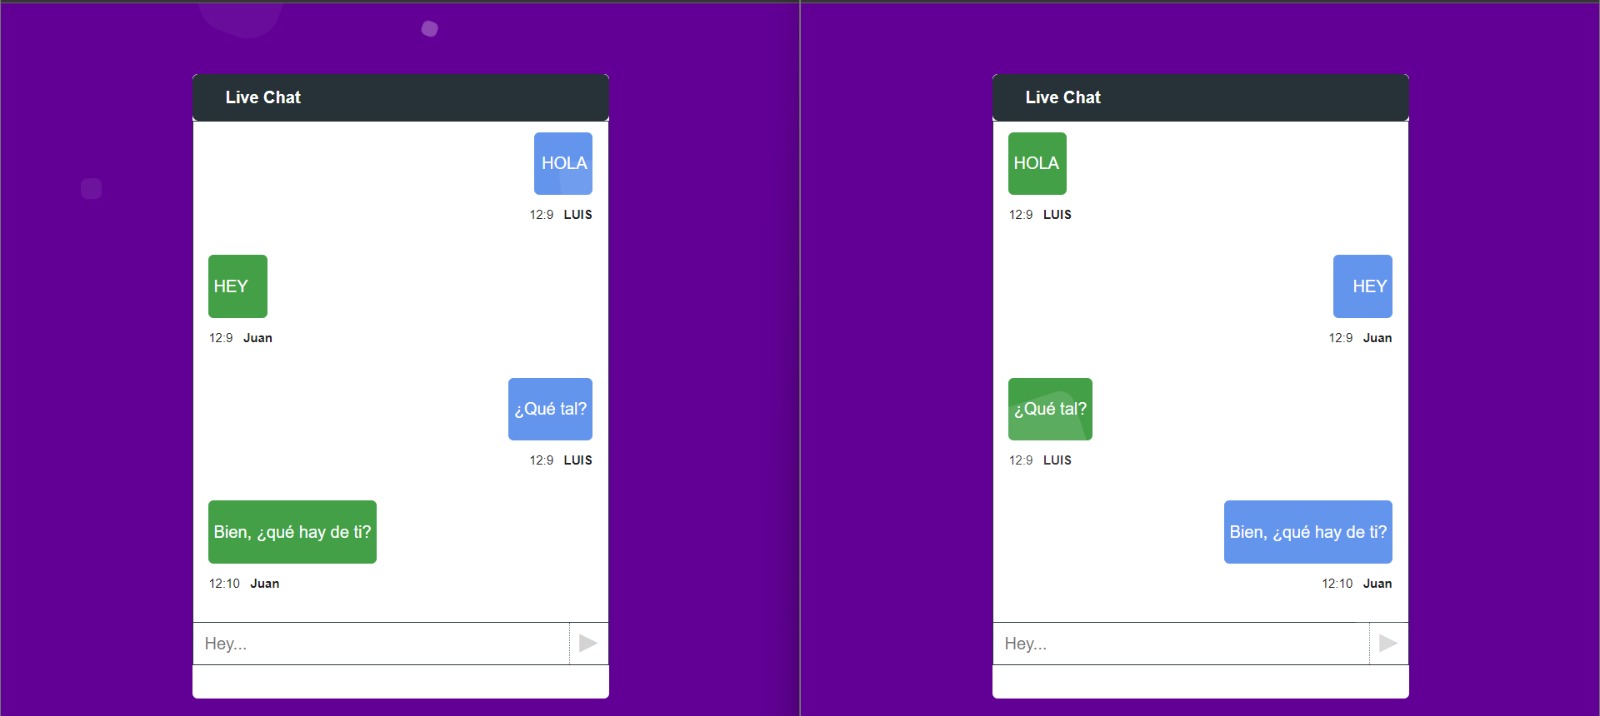 Live Chat
HOLA
12:9 LUIS
HEY
12:9 Juan
¿Qué tal?
12:9 LUIS
Bien, ¿qué hay de ti?
12:10 Juan
Hey...
Live Chat
HOLA
12:9 LUIS
HEY
12:9 Juan
¿Qué tal?
12:9 LUIS
Bien, ¿qué hay de ti?
12:10 Juan
Hey...